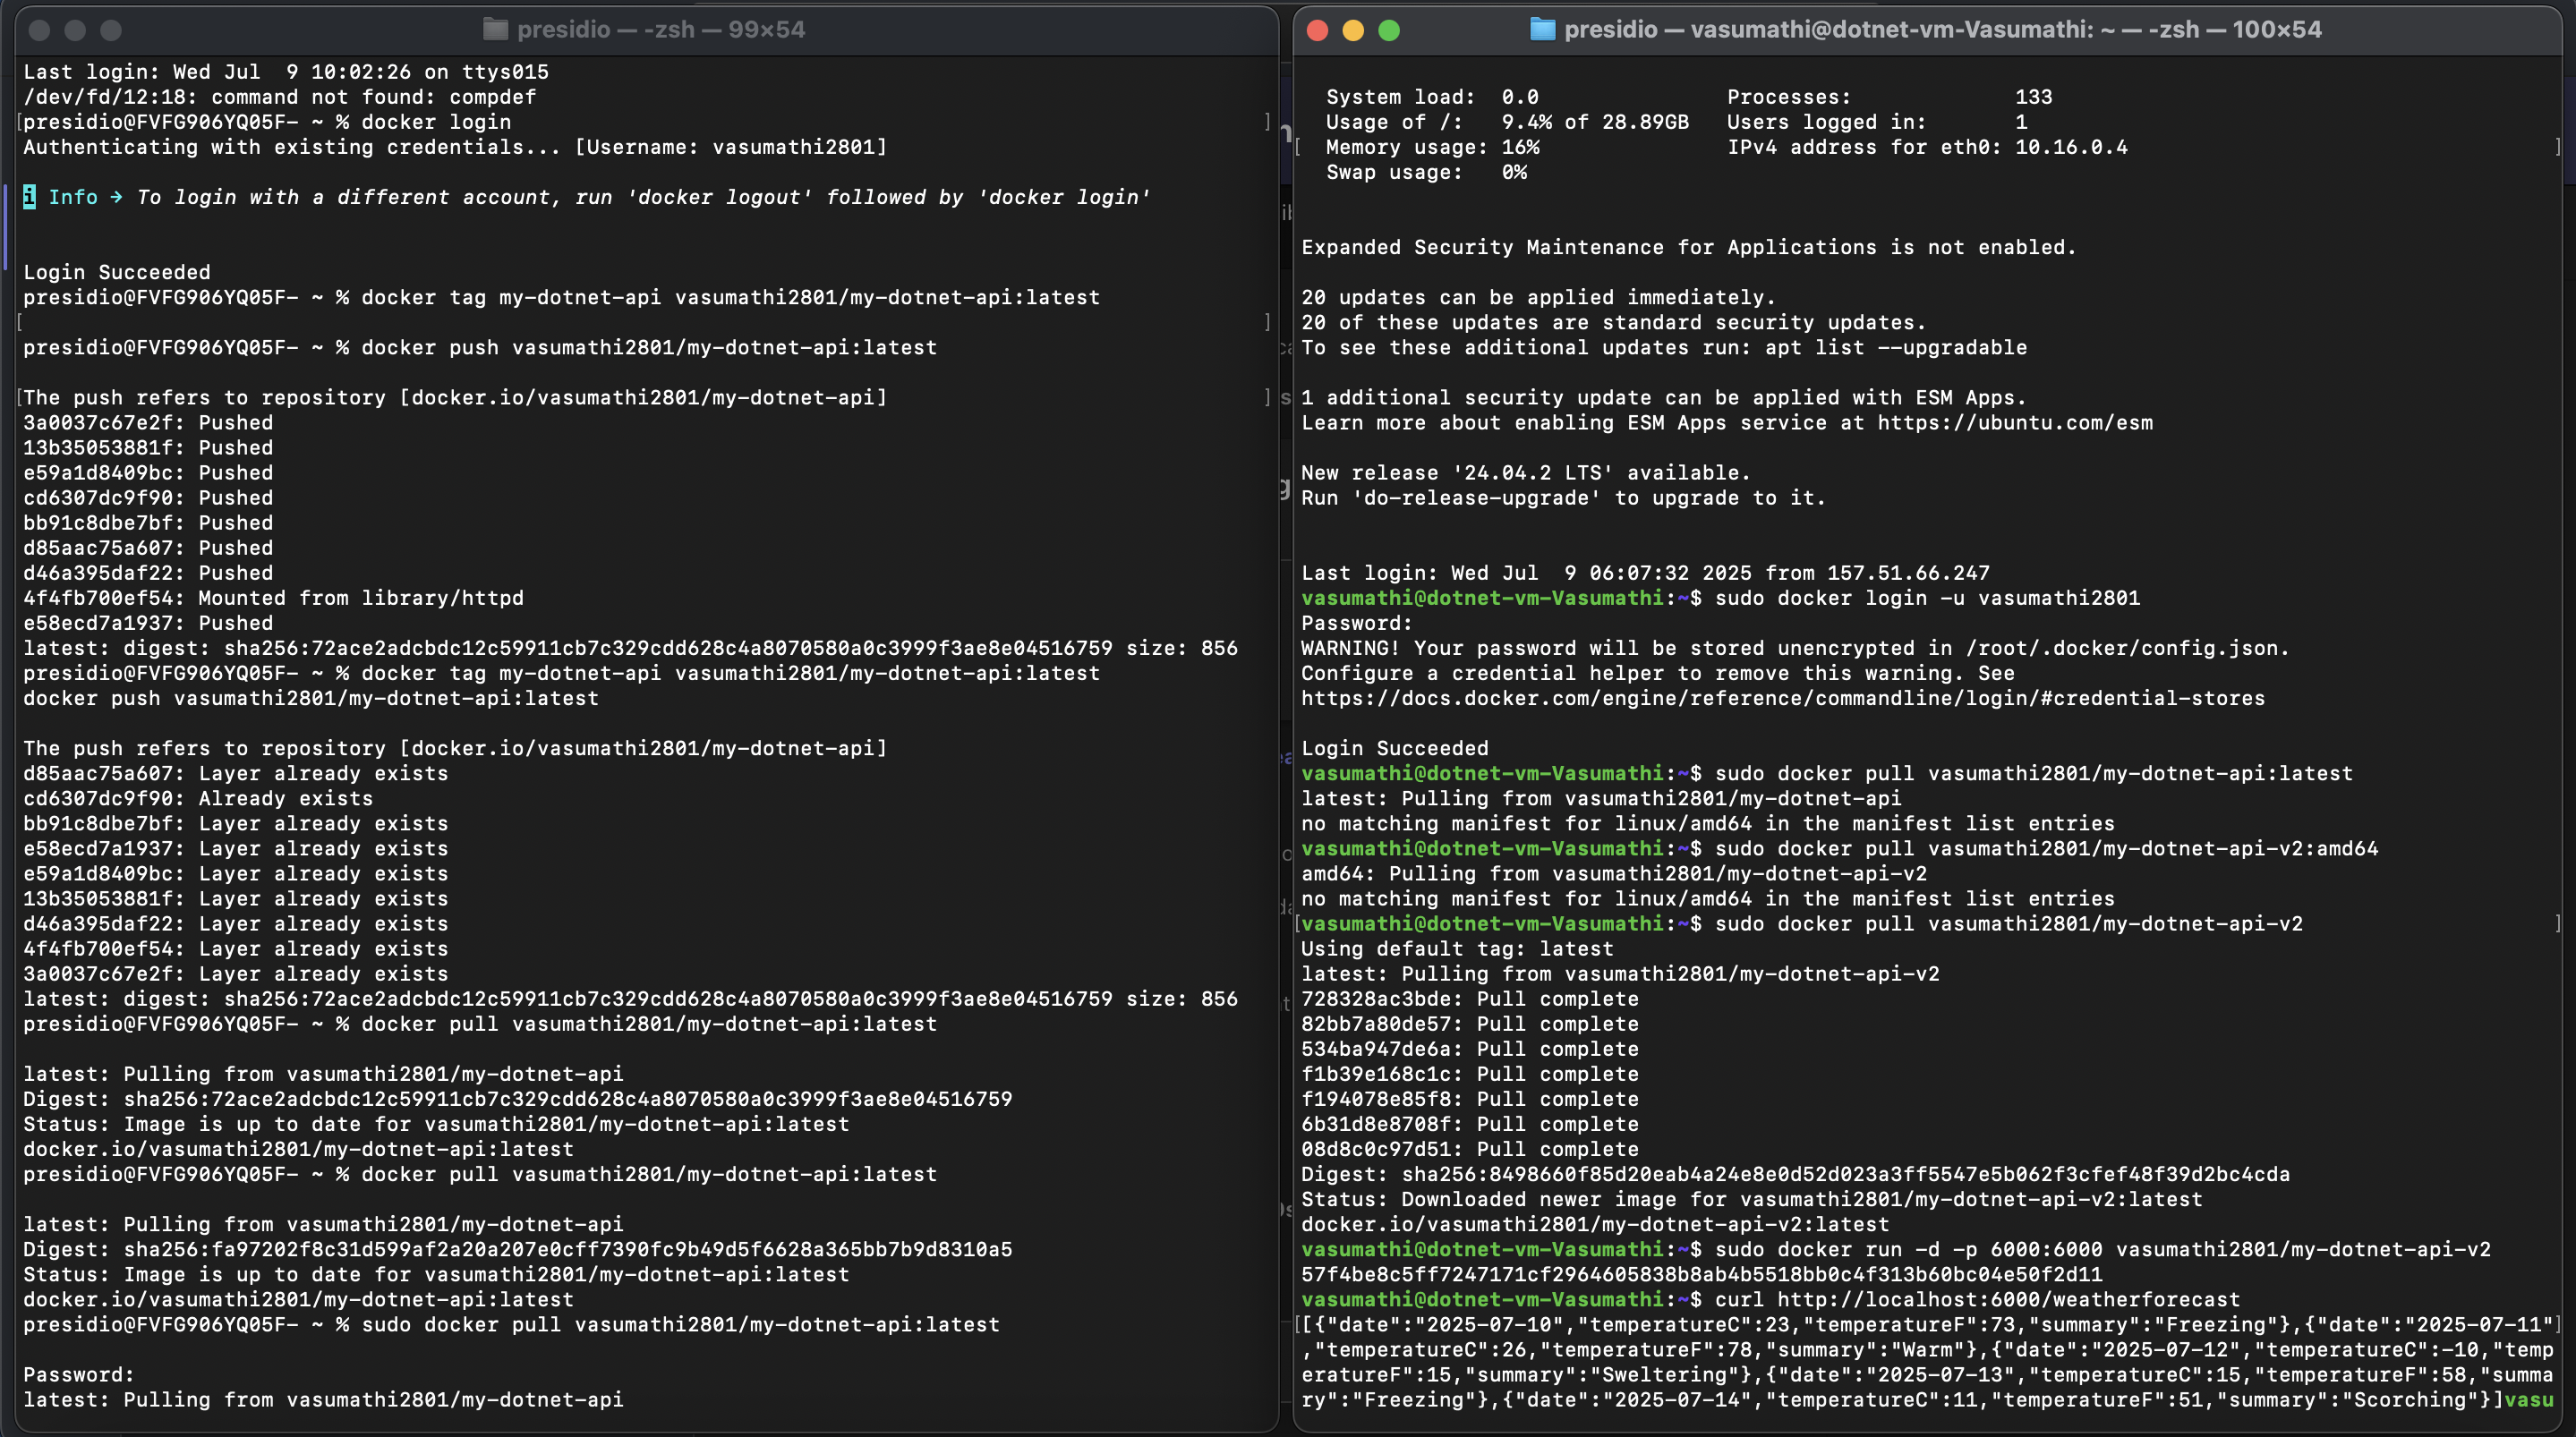 presidio — -zsh — 99×54
Last login: Wed Jul  9 10:02:26 on ttys015
/dev/fd/12:18: command not found: compdef
[presidio@FVFG906YQ05F- ~ % docker login ]
Authenticating with existing credentials... [Username: vasumathi2801]
i Info → To login with a different account, run 'docker logout' followed by 'docker login'
Login Succeeded
presidio@FVFG906YQ05F- ~ % docker tag my-dotnet-api vasumathi2801/my-dotnet-api:latest
[ ]
presidio@FVFG906YQ05F- ~ % docker push vasumathi2801/my-dotnet-api:latest
[The push refers to repository [docker.io/vasumathi2801/my-dotnet-api] ]
3a0037c67e2f: Pushed
13b35053881f: Pushed
e59a1d8409bc: Pushed
cd6307dc9f90: Pushed
bb91c8dbe7bf: Pushed
d85aac75a607: Pushed
d46a395daf22: Pushed
4f4fb700ef54: Mounted from library/httpd
e58ecd7a1937: Pushed
latest: digest: sha256:72ace2adcbdc12c59911cb7c329cdd628c4a8070580a0c3999f3ae8e04516759 size: 856
presidio@FVFG906YQ05F- ~ % docker tag my-dotnet-api vasumathi2801/my-dotnet-api:latest
docker push vasumathi2801/my-dotnet-api:latest
The push refers to repository [docker.io/vasumathi2801/my-dotnet-api]
d85aac75a607: Layer already exists
cd6307dc9f90: Already exists
bb91c8dbe7bf: Layer already exists
e58ecd7a1937: Layer already exists
e59a1d8409bc: Layer already exists
13b35053881f: Layer already exists
d46a395daf22: Layer already exists
4f4fb700ef54: Layer already exists
3a0037c67e2f: Layer already exists
latest: digest: sha256:72ace2adcbdc12c59911cb7c329cdd628c4a8070580a0c3999f3ae8e04516759 size: 856
presidio@FVFG906YQ05F- ~ % docker pull vasumathi2801/my-dotnet-api:latest
latest: Pulling from vasumathi2801/my-dotnet-api
Digest: sha256:72ace2adcbdc12c59911cb7c329cdd628c4a8070580a0c3999f3ae8e04516759
Status: Image is up to date for vasumathi2801/my-dotnet-api:latest
docker.io/vasumathi2801/my-dotnet-api:latest
presidio@FVFG906YQ05F- ~ % docker pull vasumathi2801/my-dotnet-api:latest
latest: Pulling from vasumathi2801/my-dotnet-api
Digest: sha256:fa97202f8c31d599af2a20a207e0cff7390fc9b49d5f6628a365bb7b9d8310a5
Status: Image is up to date for vasumathi2801/my-dotnet-api:latest
docker.io/vasumathi2801/my-dotnet-api:latest
presidio@FVFG906YQ05F- ~ % sudo docker pull vasumathi2801/my-dotnet-api:latest
Password:
latest: Pulling from vasumathi2801/my-dotnet-api
presidio — vasumathi@dotnet-vm-Vasumathi: ~ — -zsh — 100×54
System load:  0.0 Processes: 133
Usage of /:   9.4% of 28.89GB Users logged in: 1
[ Memory usage: 16% IPv4 address for eth0: 10.16.0.4 ]
Swap usage:   0%
Expanded Security Maintenance for Applications is not enabled.
20 updates can be applied immediately.
20 of these updates are standard security updates.
To see these additional updates run: apt list --upgradable
1 additional security update can be applied with ESM Apps.
Learn more about enabling ESM Apps service at https://ubuntu.com/esm
New release '24.04.2 LTS' available.
Run 'do-release-upgrade' to upgrade to it.
Last login: Wed Jul  9 06:07:32 2025 from 157.51.66.247
vasumathi@dotnet-vm-Vasumathi:~$ sudo docker login -u vasumathi2801
Password:
WARNING! Your password will be stored unencrypted in /root/.docker/config.json.
Configure a credential helper to remove this warning. See
https://docs.docker.com/engine/reference/commandline/login/#credential-stores
Login Succeeded
vasumathi@dotnet-vm-Vasumathi:~$ sudo docker pull vasumathi2801/my-dotnet-api:latest
latest: Pulling from vasumathi2801/my-dotnet-api
no matching manifest for linux/amd64 in the manifest list entries
vasumathi@dotnet-vm-Vasumathi:~$ sudo docker pull vasumathi2801/my-dotnet-api-v2:amd64
amd64: Pulling from vasumathi2801/my-dotnet-api-v2
no matching manifest for linux/amd64 in the manifest list entries
[vasumathi@dotnet-vm-Vasumathi:~$ sudo docker pull vasumathi2801/my-dotnet-api-v2 ]
Using default tag: latest
latest: Pulling from vasumathi2801/my-dotnet-api-v2
728328ac3bde: Pull complete
82bb7a80de57: Pull complete
534ba947de6a: Pull complete
f1b39e168c1c: Pull complete
f194078e85f8: Pull complete
6b31d8e8708f: Pull complete
08d8c0c97d51: Pull complete
Digest: sha256:8498660f85d20eab4a24e8e0d52d023a3ff5547e5b062f3cfef48f39d2bc4cda
Status: Downloaded newer image for vasumathi2801/my-dotnet-api-v2:latest
docker.io/vasumathi2801/my-dotnet-api-v2:latest
vasumathi@dotnet-vm-Vasumathi:~$ sudo docker run -d -p 6000:6000 vasumathi2801/my-dotnet-api-v2
57f4be8c5ff7247171cf2964605838b8ab4b5518bb0c4f313b60bc04e50f2d11
vasumathi@dotnet-vm-Vasumathi:~$ curl http://localhost:6000/weatherforecast
[[{"date":"2025-07-10","temperatureC":23,"temperatureF":73,"summary":"Freezing"},{"date":"2025-07-11"]
,"temperatureC":26,"temperatureF":78,"summary":"Warm"},{"date":"2025-07-12","temperatureC":-10,"temp
eratureF":15,"summary":"Sweltering"},{"date":"2025-07-13","temperatureC":15,"temperatureF":58,"summa
ry":"Freezing"},{"date":"2025-07-14","temperatureC":11,"temperatureF":51,"summary":"Scorching"}]vasu